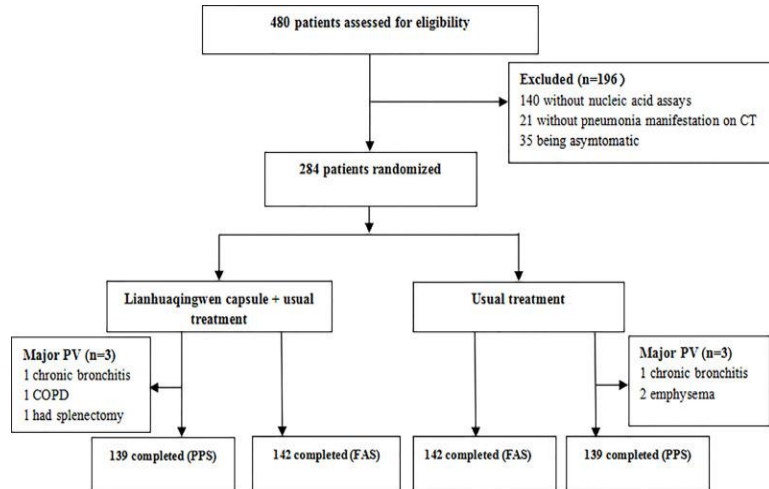 480 patients assessed for eligibility
Excluded (n=196)
140 without nucleic acid assays
21 without pneumonia manifestation on CT
35 being asymtomatic
284 patients randomized
Lianhuaqingwen capsule + usual
treatment
Usual treatment
Major PV (n=3)
1 chronic bronchitis
1 COPD
1 had splenectomy
Major PV (n=3)
1 chronic bronchitis
2 emphysema
139 completed (PPS)
142 completed (FAS)
142 completed (FAS)
139 completed (PPS)